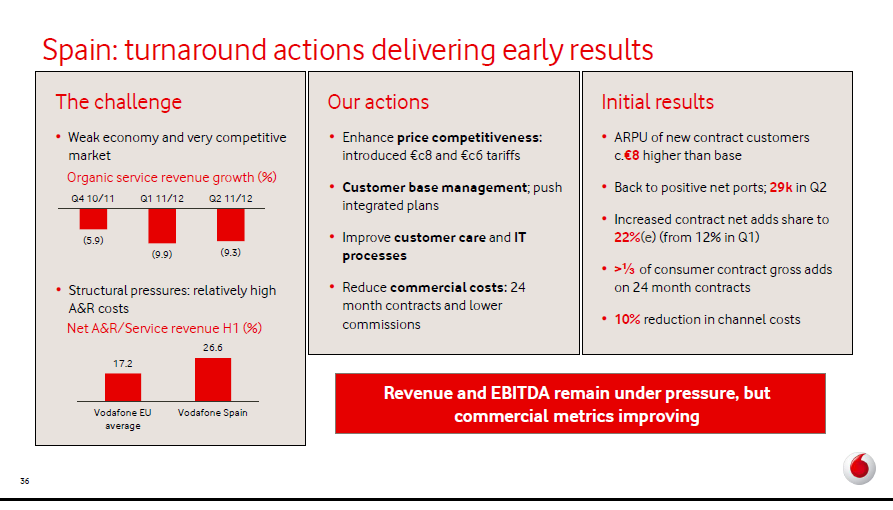 Spain: turnaround actions delivering early results
The challenge
• Weak economy and very competitive
market
Organic service revenue growth (%)
Q4 10/11 Q1 11/12 Q2 11/12
(5.9)
(9.9)
(9.3)
• Structural pressures: relatively high
A&R costs
Net A&R/Service revenue H1 (%)
17.2
26.6
Vodafone EU
average
Vodafone Spain
Our actions
• Enhance price competitiveness:
introduced €c8 and €c6 tariffs
• Customer base management; push
integrated plans
• Improve customer care and IT
processes
• Reduce commercial costs: 24
month contracts and lower
commissions
Initial results
• ARPU of new contract customers
c.€8 higher than base
• Back to positive net ports; 29k in Q2
• Increased contract net adds share to
22%(e) (from 12% in Q1)
• >⅓ of consumer contract gross adds
on 24 month contracts
• 10% reduction in channel costs
Revenue and EBITDA remain under pressure, but
commercial metrics improving
36